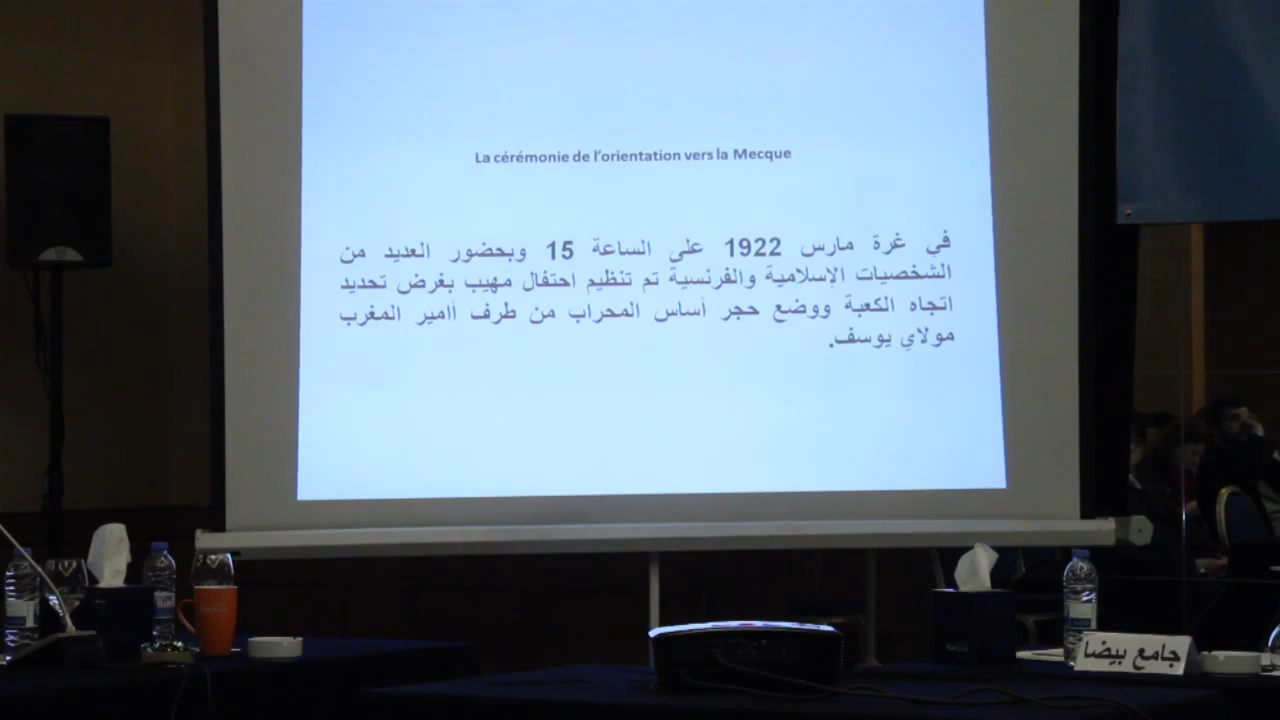 La cérémonie de l'orientation vers la Mecque
في غرة مارس 1922 على الساعة 15 وبحضور العديد من
الشخصيات الإسلامية والفرنسية تم تنظيم احتفال مهيب بغرض تحديد
اتجاه الكعبة ووضع حجر أساس المحراب من طرف أامير المغرب
مولاي يوسف.
جامع بيضا